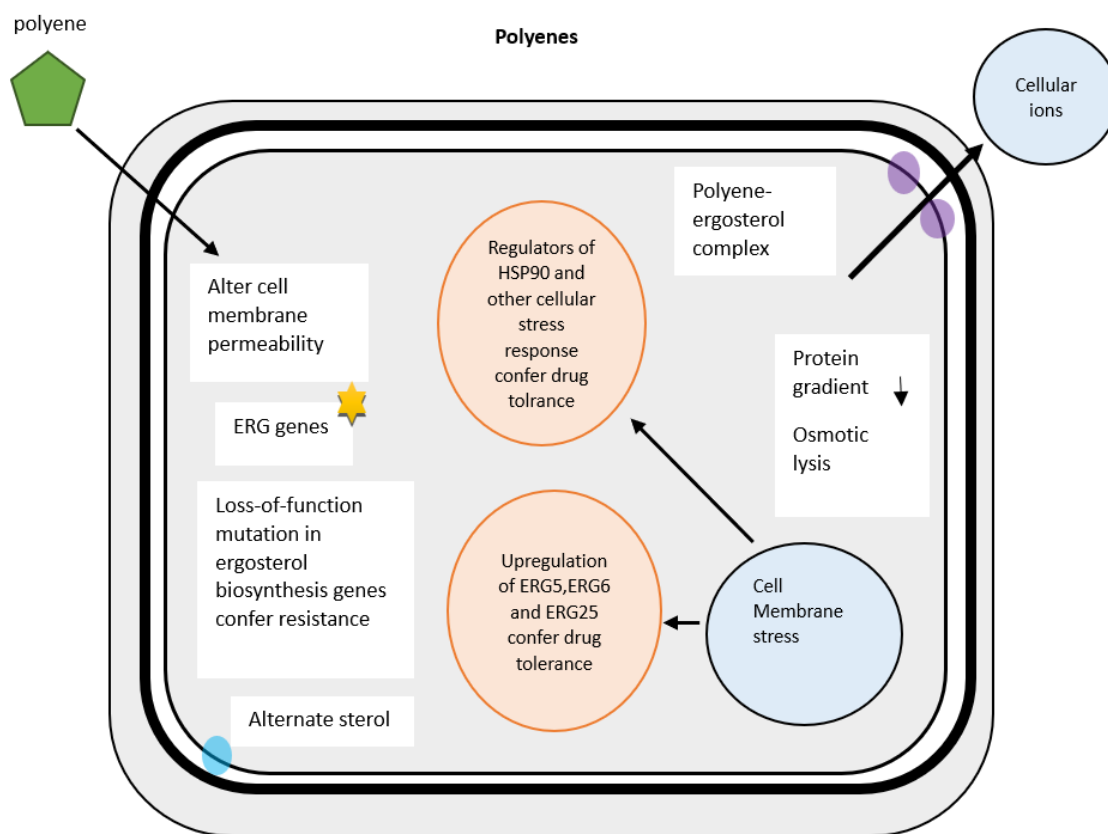 polyene
Polyenes
Cellular
ions
Polyene-
ergosterol
complex
Regulators of
HSP90 and
other cellular
stress
response
confer drug
tolrance
Alter cell
membrane
permeability
Protein
gradient
Osmotic
lysis
ERG genes
Loss-of-function
mutation in
ergosterol
biosynthesis genes
confer resistance
Upregulation
of ERG5,ERG6
and ERG25
confer drug
tolerance
Cell
Membrane
stress
Alternate sterol